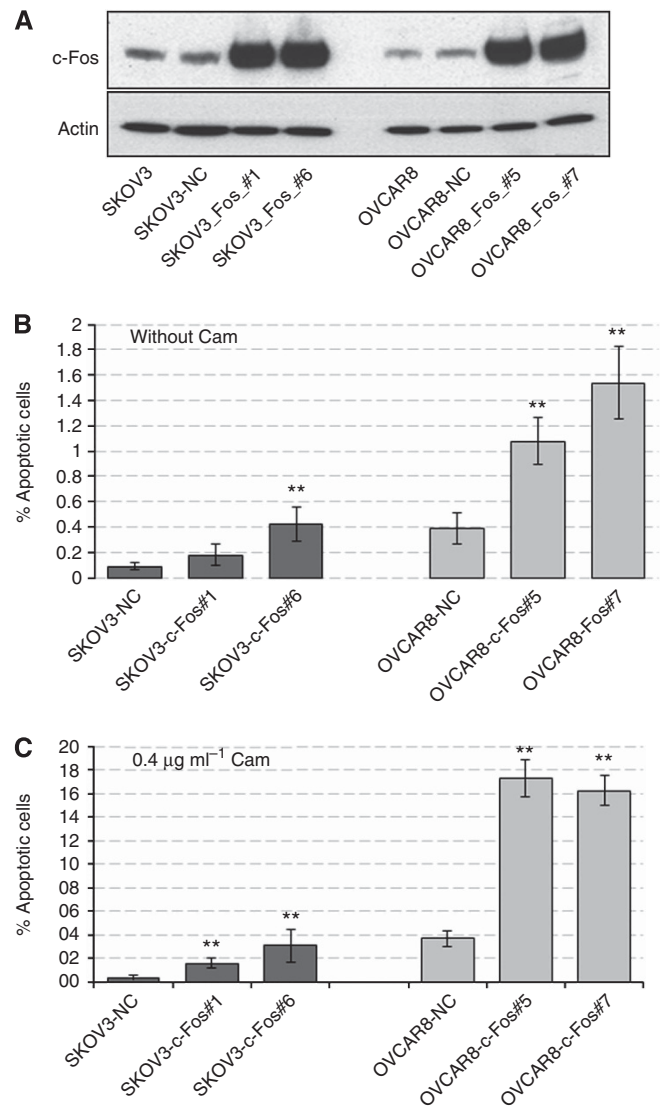 A
c-Fos
Actin
SKOV3
SKOV3-NC
SKOV3_Fos_#1
SKOV3_Fos_#6
OVCAR8
OVCAR8-NC
OVCAR8_Fos_#5
OVCAR8_Fos_#7
B
% Apoptotic cells
2
1.8
1.6
1.4
1.2
1
0.8
0.6
0.4
0.2
0
Without Cam
**
**
**
SKOV3-NC
SKOV3-c-Fos#1
SKOV3-c-Fos#6
OVCAR8-NC
OVCAR8-c-Fos#5
OVCAR8-Fos#7
C
% Apoptotic cells
20
18
16
14
12
10
08
06
04
02
00
0.4 μg ml⁻¹ Cam
**
**
**
**
SKOV3-NC
SKOV3-c-Fos#1
SKOV3-c-Fos#6
OVCAR8-NC
OVCAR8-c-Fos#5
OVCAR8-c-Fos#7